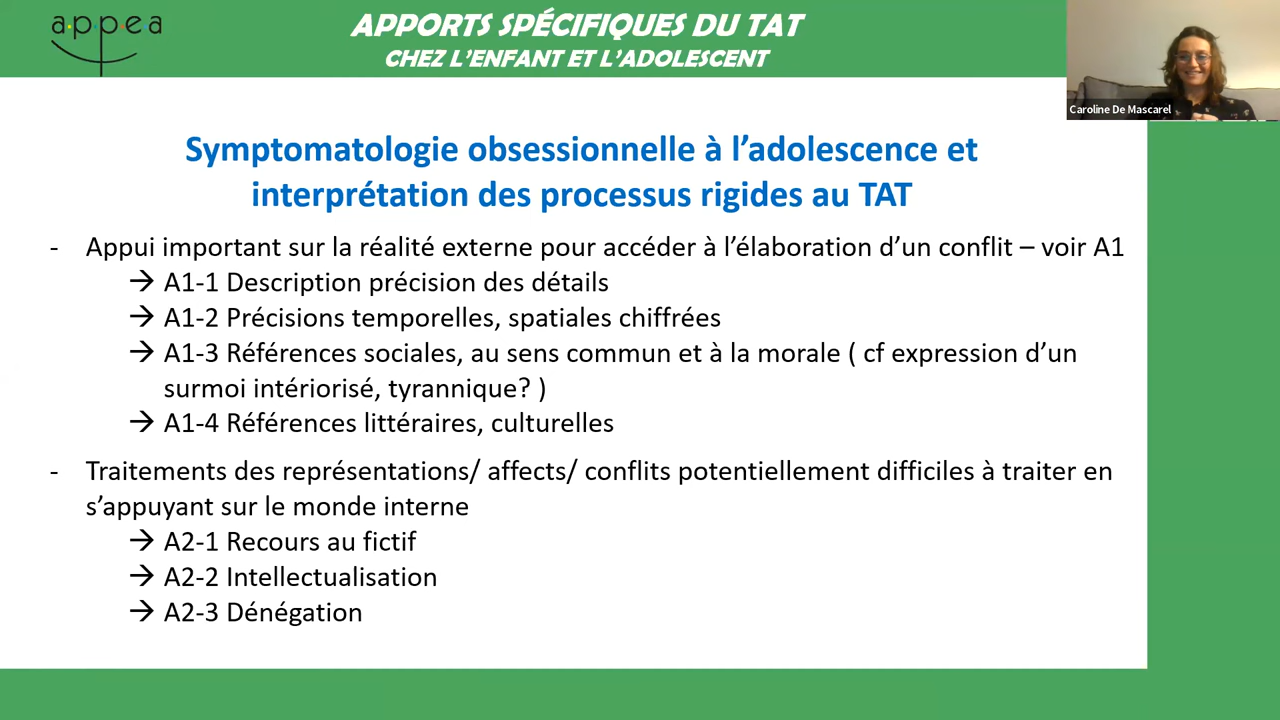 appea
APPORTS SPÉCIFIQUES DU TAT
CHEZ L'ENFANT ET L'ADOLESCENT
Caroline De Mascarel
Symptomatologie obsessionnelle à l'adolescence et
interprétation des processus rigides au TAT
- Appui important sur la réalité externe pour accéder à l'élaboration d'un conflit – voir A1
→ A1-1 Description précision des détails
→ A1-2 Précisions temporelles, spatiales chiffrées
→ A1-3 Références sociales, au sens commun et à la morale ( cf expression d'un
surmoi intériorisé, tyrannique? )
→ A1-4 Références littéraires, culturelles
- Traitements des représentations/ affects/ conflits potentiellement difficiles à traiter en
s'appuyant sur le monde interne
→ A2-1 Recours au fictif
→ A2-2 Intellectualisation
→ A2-3 Dénégation